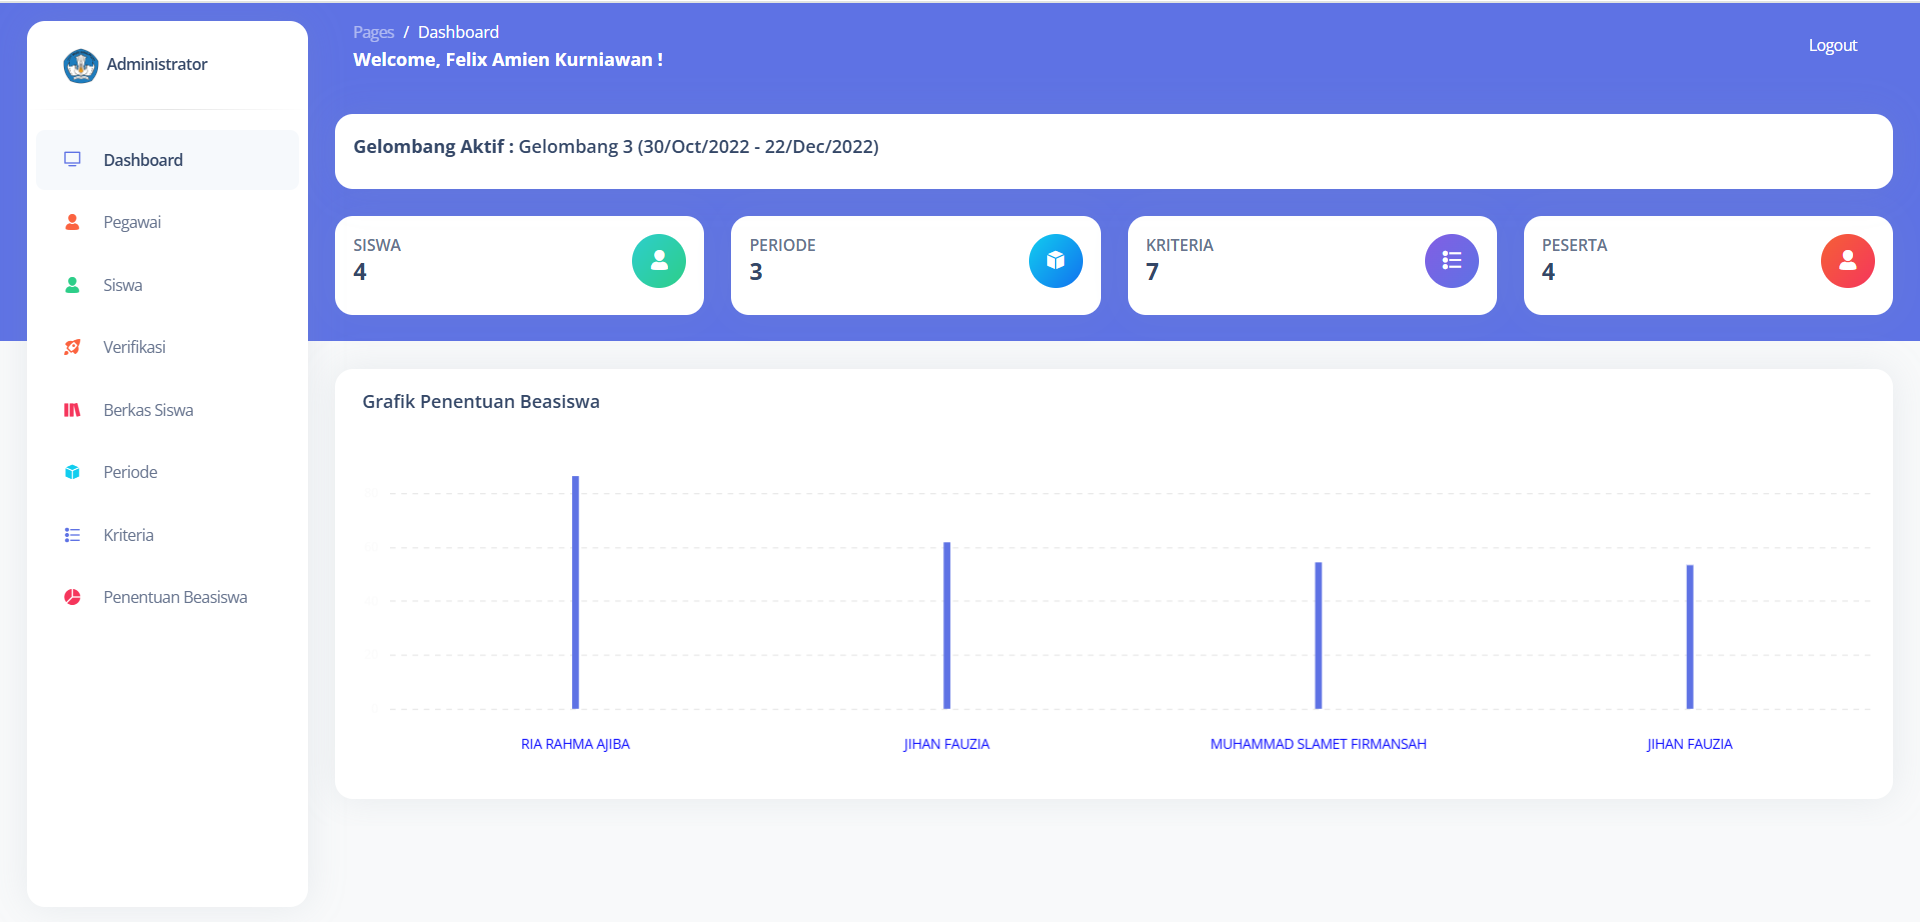 Administrator
Dashboard
Pegawai
Siswa
Verifikasi
Berkas Siswa
Periode
Kriteria
Penentuan Beasiswa
Pages / Dashboard
Welcome, Felix Amien Kurniawan !
Logout
Gelombang Aktif : Gelombang 3 (30/Oct/2022 - 22/Dec/2022)
SISWA
4
PERIODE
3
KRITERIA
7
PESERTA
4
Grafik Penentuan Beasiswa
RIA RAHMA AJIBA
JIHAN FAUZIA
MUHAMMAD SLAMET FIRMANSAH
JIHAN FAUZIA